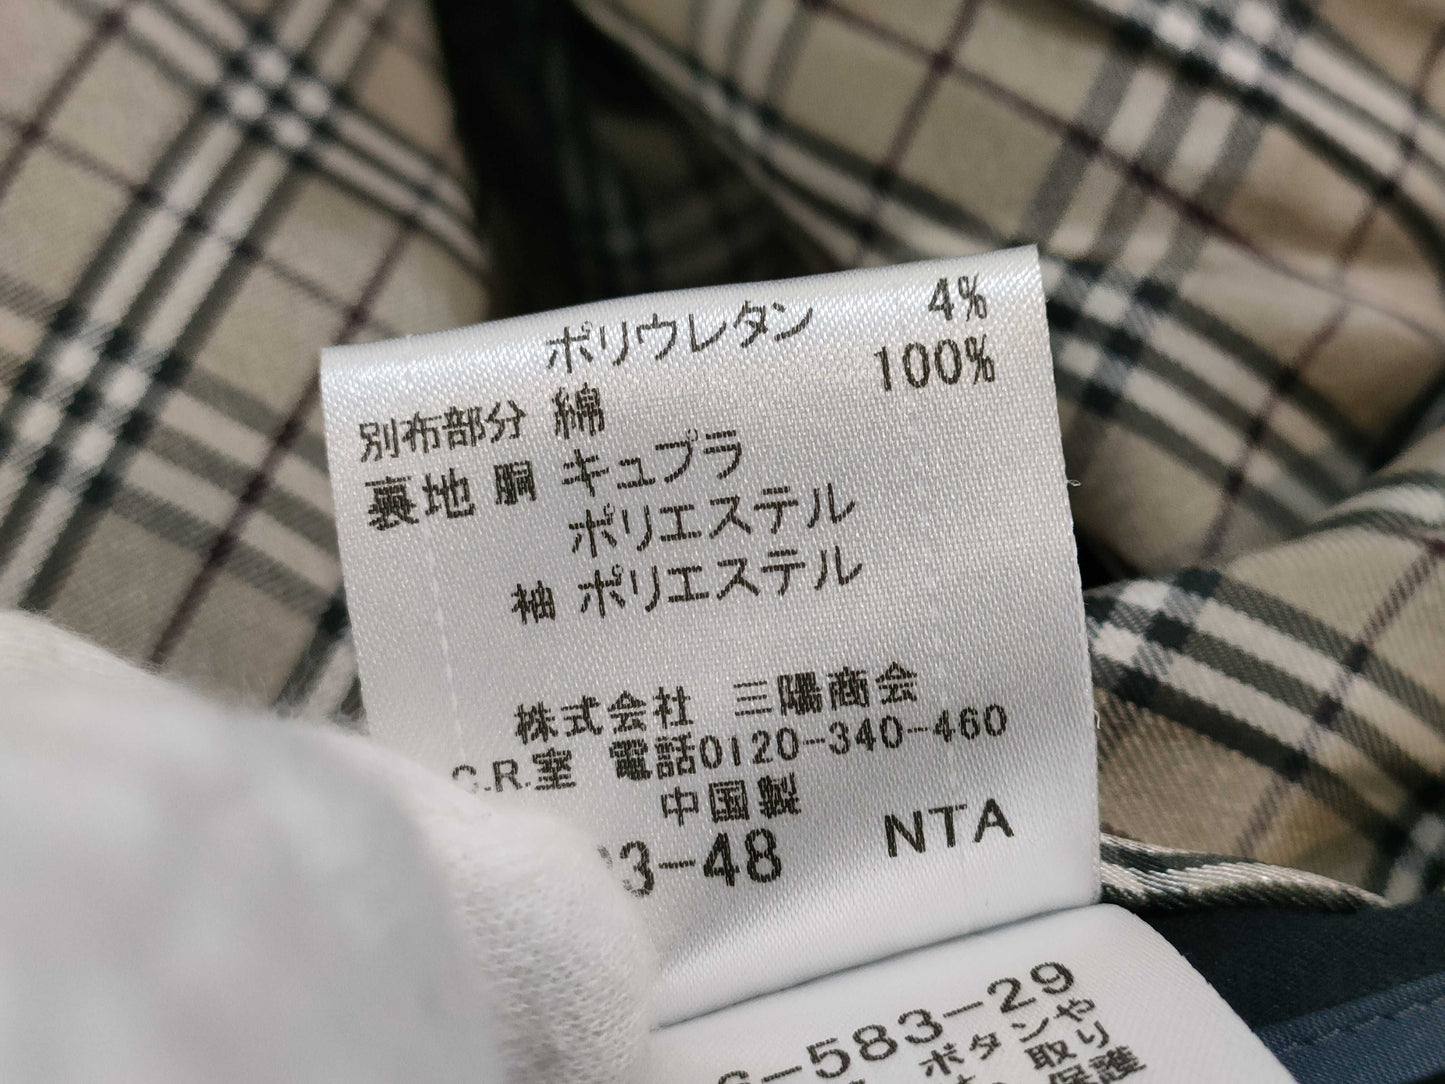 ポリウレタン 4%
別布部分 綿 100%
裏地 胴 キュプラ
ポリエステル
袖 ポリエステル
株式会社 三陽商会
C.R.室 電話0120-340-460
中国製
3-48 NTA
-583-29
ボタンや
取り
保護